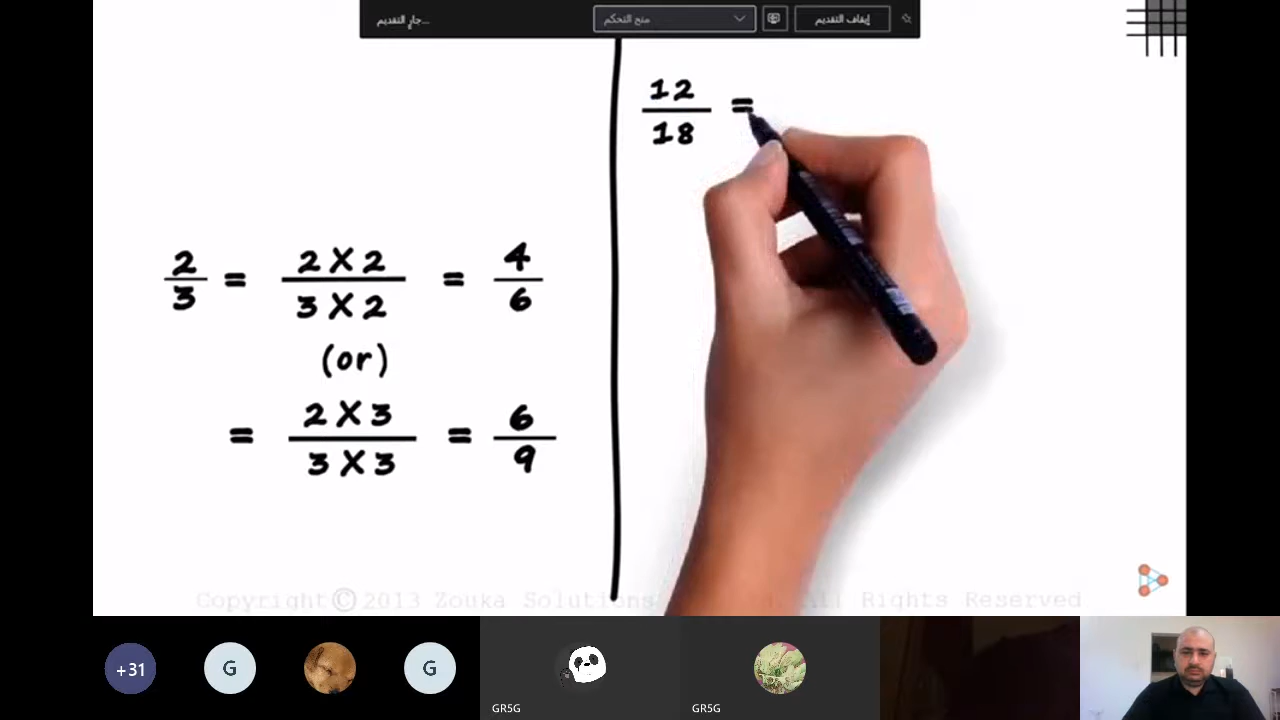 جارٍ التقديم...
منح التحكم
إيقاف التقديم
2/3 = 2 X 2 / 3 X 2 = 4/6
(or)
= 2 X 3 / 3 X 3 = 6/9
12/18 =
Copyright © 2013 Zouka Solutions All Rights Reserved
+31
G
G
GR5G
GR5G